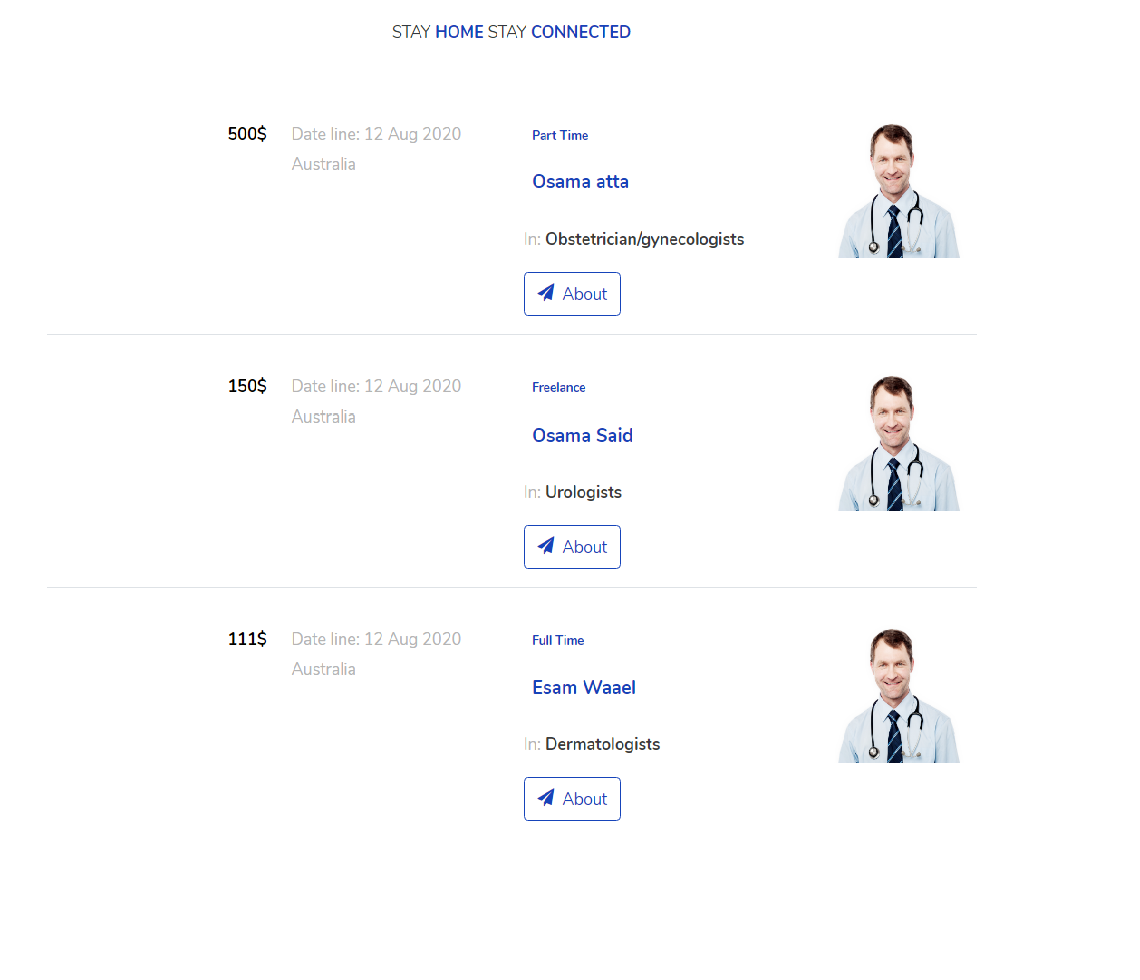 STAY HOME STAY CONNECTED
500$ Date line: 12 Aug 2020 Part Time
Australia
Osama atta
In: Obstetrician/gynecologists
About
150$ Date line: 12 Aug 2020 Freelance
Australia
Osama Said
In: Urologists
About
111$ Date line: 12 Aug 2020 Full Time
Australia
Esam Waael
In: Dermatologists
About